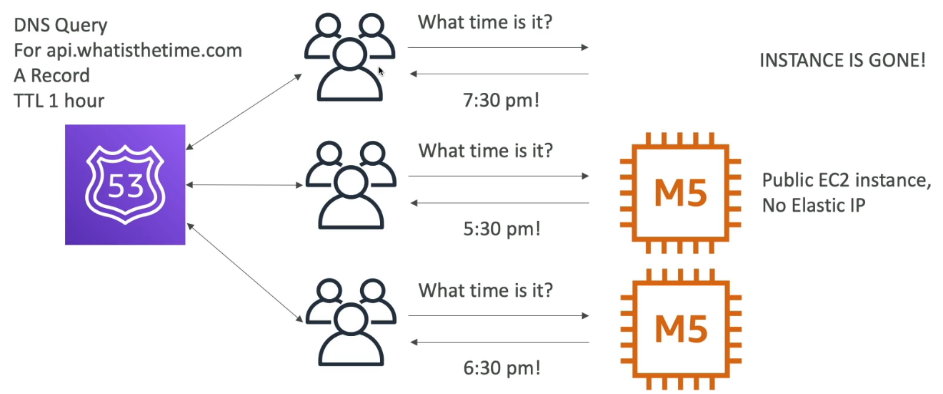 DNS Query
For api.whatisthetime.com
A Record
TTL 1 hour
53
What time is it?
7:30 pm!
INSTANCE IS GONE!
What time is it?
5:30 pm!
M5
Public EC2 instance,
No Elastic IP
What time is it?
6:30 pm!
M5